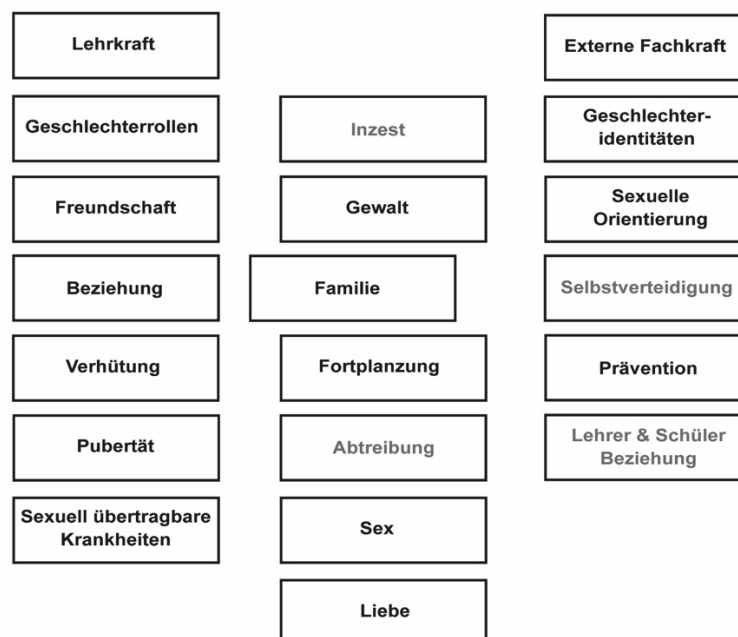 Lehrkraft
Externe Fachkraft
Geschlechterrollen
Inzest
Geschlechter-
identitäten
Freundschaft
Gewalt
Sexuelle
Orientierung
Beziehung
Familie
Selbstverteidigung
Verhütung
Fortplanzung
Prävention
Pubertät
Abtreibung
Lehrer & Schüler
Beziehung
Sexuell übertragbare
Krankheiten
Sex
Liebe